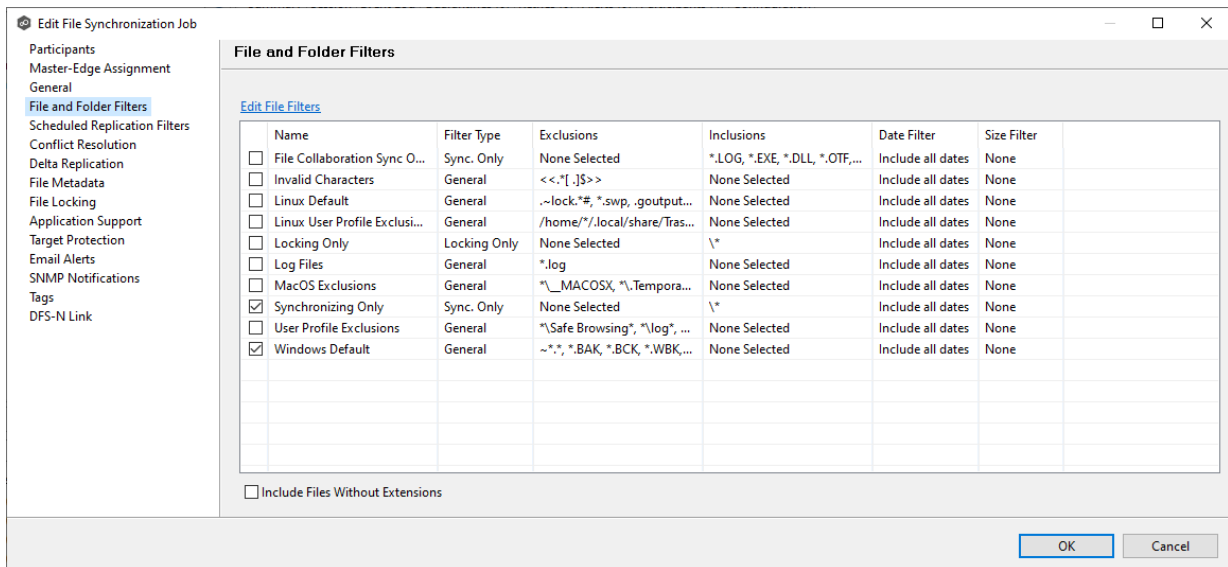 Edit File Synchronization Job
Participants
Master-Edge Assignment
General
File and Folder Filters
Scheduled Replication Filters
Conflict Resolution
Delta Replication
File Metadata
File Locking
Application Support
Target Protection
Email Alerts
SNMP Notifications
Tags
DFS-N Link
File and Folder Filters
Edit File Filters
Name Filter Type Exclusions Inclusions Date Filter Size Filter
File Collaboration Sync O... Sync. Only None Selected *.LOG, *.EXE, *.DLL, *.OTF,... Include all dates None
Invalid Characters General <<.*[ .]$>> None Selected Include all dates None
Linux Default General .~lock.*#, *.swp, .goutput... None Selected Include all dates None
Linux User Profile Exclusi... General /home/*/.local/share/Tras... None Selected Include all dates None
Locking Only Locking Only None Selected \* Include all dates None
Log Files General *.log None Selected Include all dates None
MacOS Exclusions General *\__MACOSX, *\.Tempora... None Selected Include all dates None
Synchronizing Only Sync. Only None Selected \* Include all dates None
User Profile Exclusions General *\Safe Browsing*, *\log*, ... None Selected Include all dates None
Windows Default General ~*.*, *.BAK, *.BCK, *.WBK,... None Selected Include all dates None
Include Files Without Extensions
OK Cancel